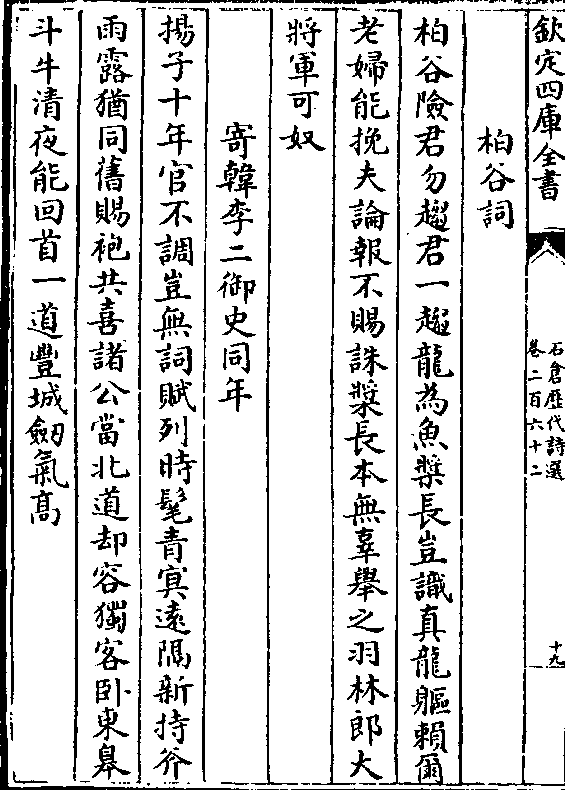 欽定四庫全書
石倉歷代詩選
卷二百六十二
十九
柏谷詞
柏谷險君勿趨君一趨龍為魚槳長豈識真龍軀賴爾
老婦能挽夫論報不賜誅槳長本無辜舉之羽林郎大
將軍可奴
寄韓李二御史同年
揚子十年官不調豈無詞賦列時髦青冥遠隔新持斧
雨露猶同舊賜袍共喜諸公當北道却容獨客卧東皐
斗牛清夜能回首一道豐城劒氣髙